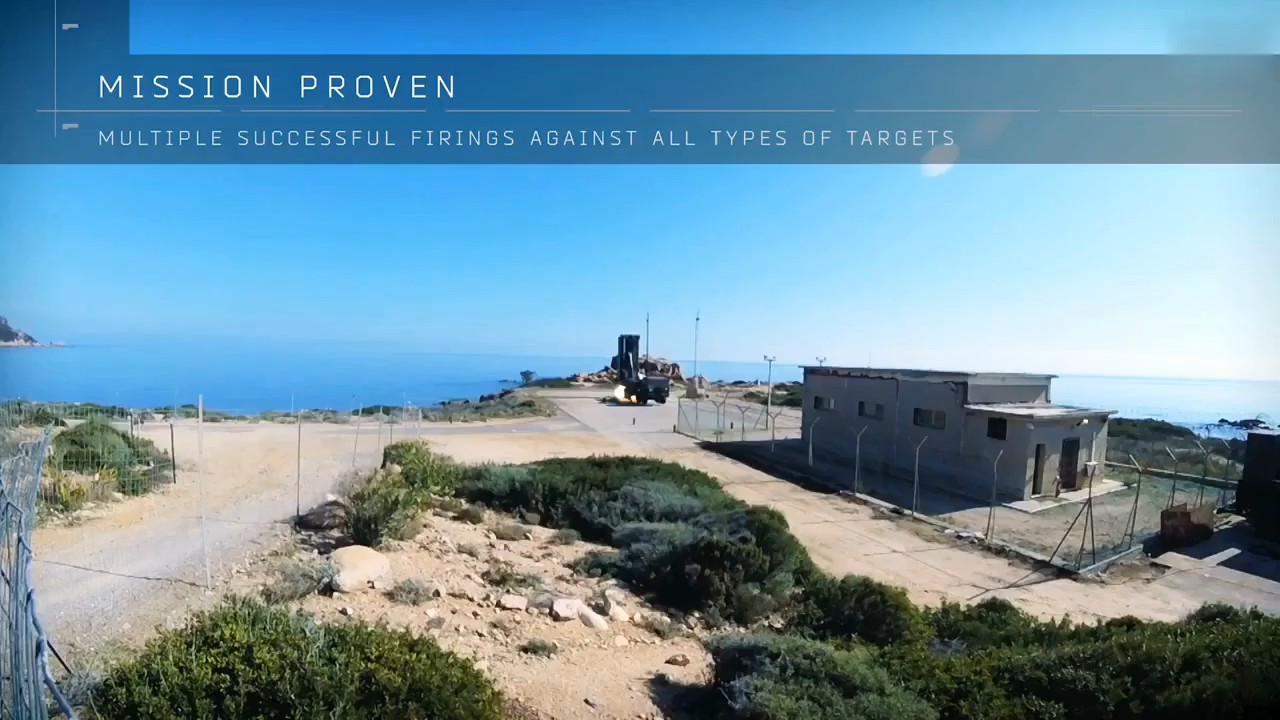 MISSION PROVEN
MULTIPLE SUCCESSFUL FIRINGS AGAINST ALL TYPES OF TARGETS